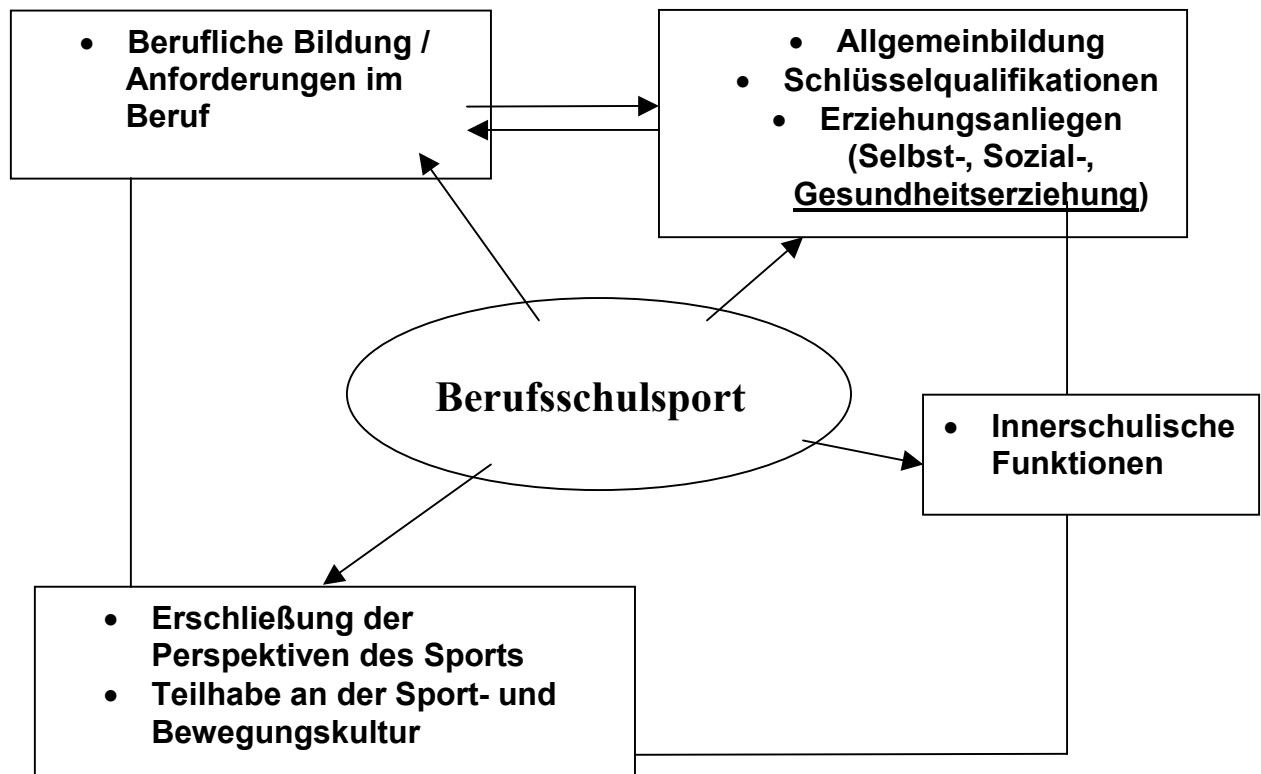 • Berufliche Bildung /
Anforderungen im
Beruf
• Allgemeinbildung
• Schlüsselqualifikationen
• Erziehungsanliegen
(Selbst-, Sozial-,
Gesundheitserziehung)
Berufsschulsport
• Innerschulische
Funktionen
• Erschließung der
Perspektiven des Sports
• Teilhabe an der Sport- und
Bewegungskultur